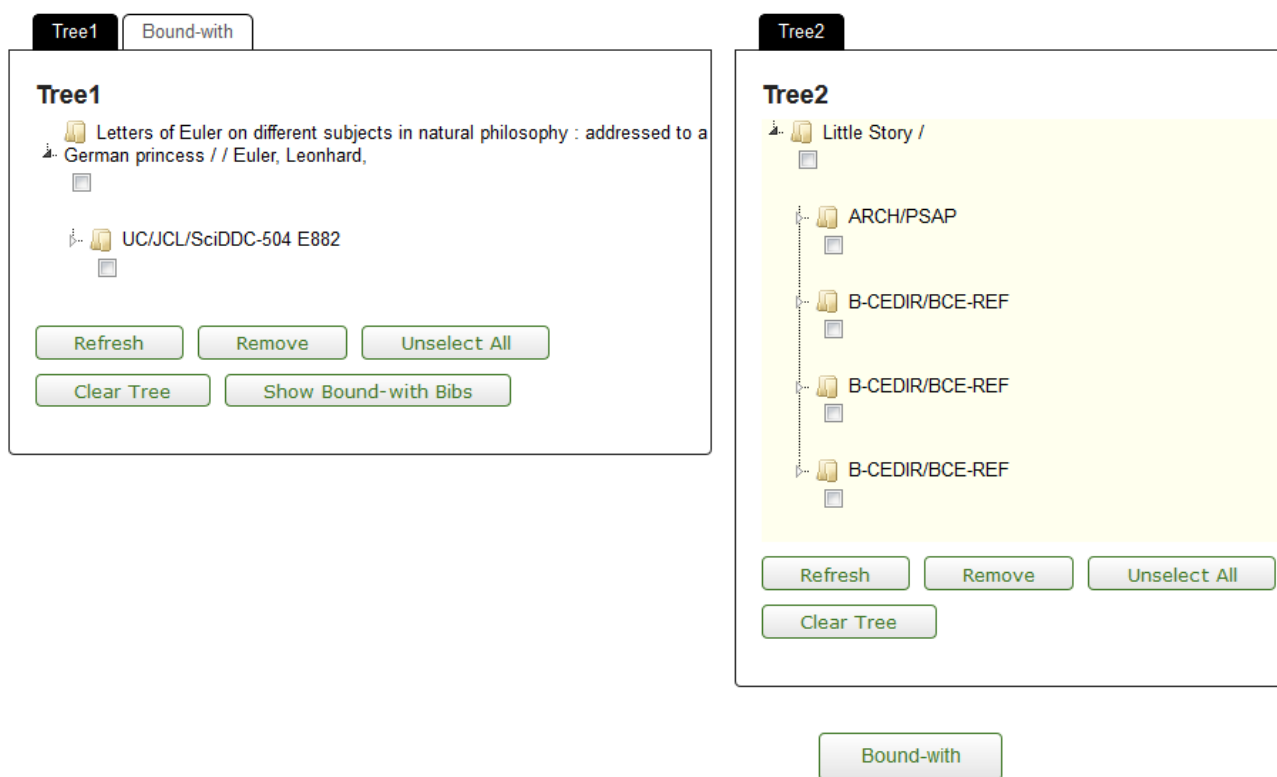 Tree1
Bound-with
Tree1
Letters of Euler on different subjects in natural philosophy : addressed to a
German princess / / Euler, Leonhard,
UC/JCL/SciDDC-504 E882
Refresh
Remove
Unselect All
Clear Tree
Show Bound-with Bibs
Tree2
Tree2
Little Story /
ARCH/PSAP
B-CEDIR/BCE-REF
B-CEDIR/BCE-REF
B-CEDIR/BCE-REF
Refresh
Remove
Unselect All
Clear Tree
Bound-with